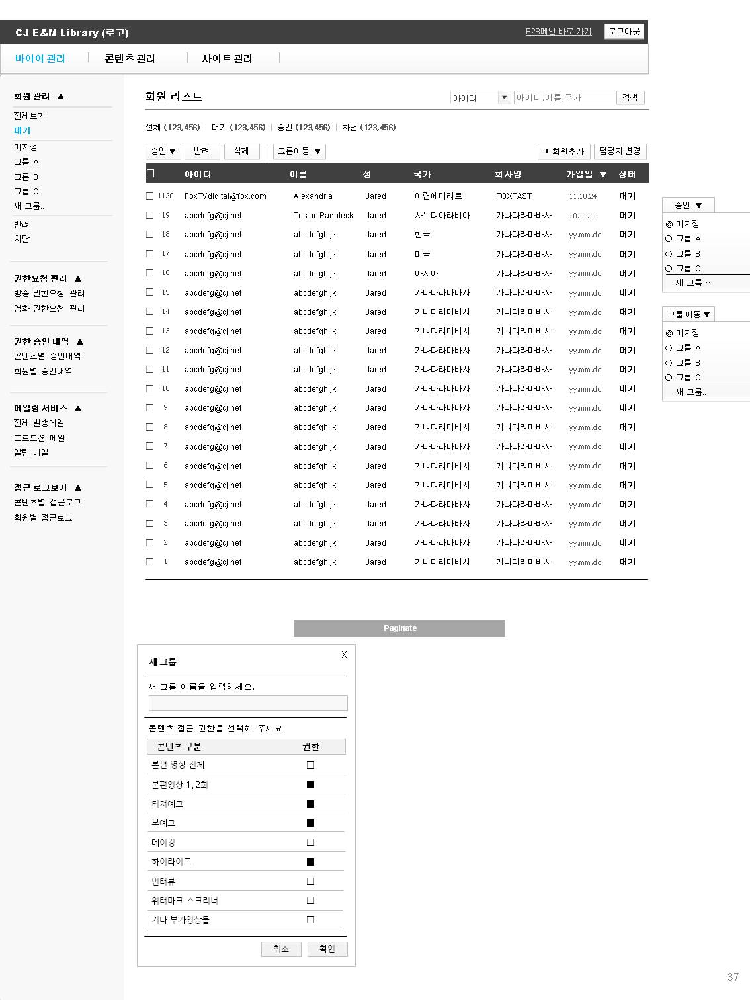 CJ E&M Library (로고)
B2B메인 바로 가기 로그아웃
바이어 관리 콘텐츠 관리 사이트 관리
회원 관리 ▲
전체보기
대기
미지정
그룹 A
그룹 B
그룹 C
새 그룹...
반려
차단
권한요청 관리 ▲
방송 권한요청 관리
영화 권한요청 관리
권한 승인 내역 ▲
콘텐츠별 승인내역
회원별 승인내역
메일링 서비스 ▲
전체 발송메일
프로모션 메일
알림 메일
접근 로그보기 ▲
콘텐츠별 접근로그
회원별 접근로그
회원 리스트
아이디 ▼ 아이디,이름,국가 검색
전체 (123,456) | 대기 (123,456) | 승인 (123,456) | 차단 (123,456)
승인 ▼ 반려 삭제 그룹이동 ▼ + 회원추가 담당자 변경
아이디 이름 성 국가 회사명 가입일 ▼ 상태
1120 FoxTVdigital@fox.com Alexandria Jared 아랍에미리트 FOXFAST 11.10.24 대기
19 abcdefg@cj.net Tristan Padalecki Jared 사우디아라비아 가나다라마바사 10.11.11 대기
18 abcdefg@cj.net abcdefghijk Jared 한국 가나다라마바사 yy.mm.dd 대기
17 abcdefg@cj.net abcdefghijk Jared 미국 가나다라마바사 yy.mm.dd 대기
16 abcdefg@cj.net abcdefghijk Jared 아시아 가나다라마바사 yy.mm.dd 대기
15 abcdefg@cj.net abcdefghijk Jared 가나다라마바사 가나다라마바사 yy.mm.dd 대기
14 abcdefg@cj.net abcdefghijk Jared 가나다라마바사 가나다라마바사 yy.mm.dd 대기
13 abcdefg@cj.net abcdefghijk Jared 가나다라마바사 가나다라마바사 yy.mm.dd 대기
12 abcdefg@cj.net abcdefghijk Jared 가나다라마바사 가나다라마바사 yy.mm.dd 대기
11 abcdefg@cj.net abcdefghijk Jared 가나다라마바사 가나다라마바사 yy.mm.dd 대기
10 abcdefg@cj.net abcdefghijk Jared 가나다라마바사 가나다라마바사 yy.mm.dd 대기
9 abcdefg@cj.net abcdefghijk Jared 가나다라마바사 가나다라마바사 yy.mm.dd 대기
8 abcdefg@cj.net abcdefghijk Jared 가나다라마바사 가나다라마바사 yy.mm.dd 대기
7 abcdefg@cj.net abcdefghijk Jared 가나다라마바사 가나다라마바사 yy.mm.dd 대기
6 abcdefg@cj.net abcdefghijk Jared 가나다라마바사 가나다라마바사 yy.mm.dd 대기
5 abcdefg@cj.net abcdefghijk Jared 가나다라마바사 가나다라마바사 yy.mm.dd 대기
4 abcdefg@cj.net abcdefghijk Jared 가나다라마바사 가나다라마바사 yy.mm.dd 대기
3 abcdefg@cj.net abcdefghijk Jared 가나다라마바사 가나다라마바사 yy.mm.dd 대기
2 abcdefg@cj.net abcdefghijk Jared 가나다라마바사 가나다라마바사 yy.mm.dd 대기
1 abcdefg@cj.net abcdefghijk Jared 가나다라마바사 가나다라마바사 yy.mm.dd 대기
Paginate
승인 ▼
◎ 미지정
○ 그룹 A
○ 그룹 B
○ 그룹 C
새 그룹…
그룹 이동 ▼
◎ 미지정
○ 그룹 A
○ 그룹 B
○ 그룹 C
새 그룹...
새 그룹 X
새 그룹 이름을 입력하세요.
콘텐츠 접근 권한을 선택해 주세요.
콘텐츠 구분 권한
본편 영상 전체 □
본편영상 1,2회 ■
티져예고 ■
본예고 ■
메이킹 □
하이라이트 ■
인터뷰 □
워터마크 스크리너 □
기타 부가영상물 □
취소 확인
37